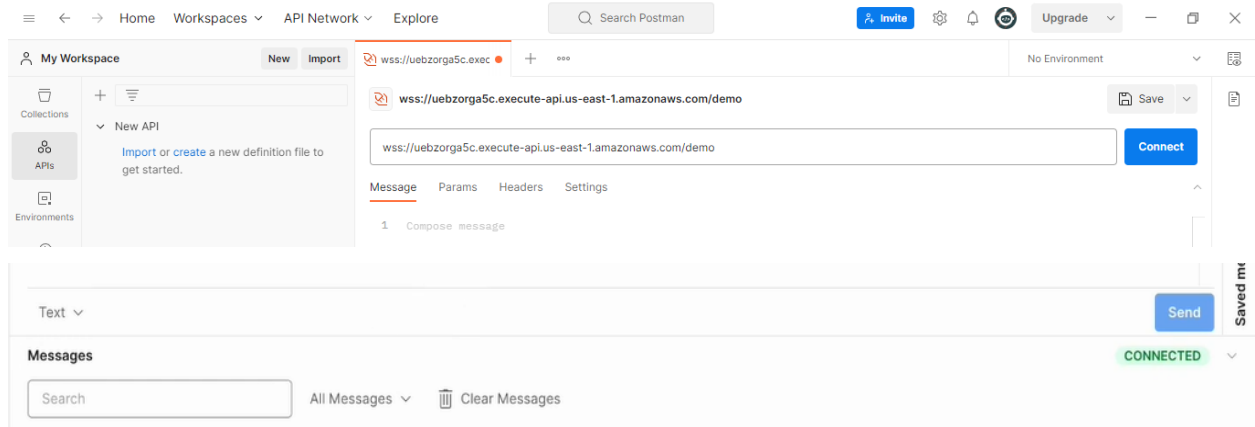 Home Workspaces API Network Explore Search Postman Invite Upgrade
My Workspace New Import wss://uebzorga5c.exec No Environment
Collections
APIs
Environments
New API
Import or create a new definition file to
get started.
wss://uebzorga5c.execute-api.us-east-1.amazonaws.com/demo Save
wss://uebzorga5c.execute-api.us-east-1.amazonaws.com/demo Connect
Message Params Headers Settings
1 Compose message
Text Send
Saved me
Messages CONNECTED
Search All Messages Clear Messages